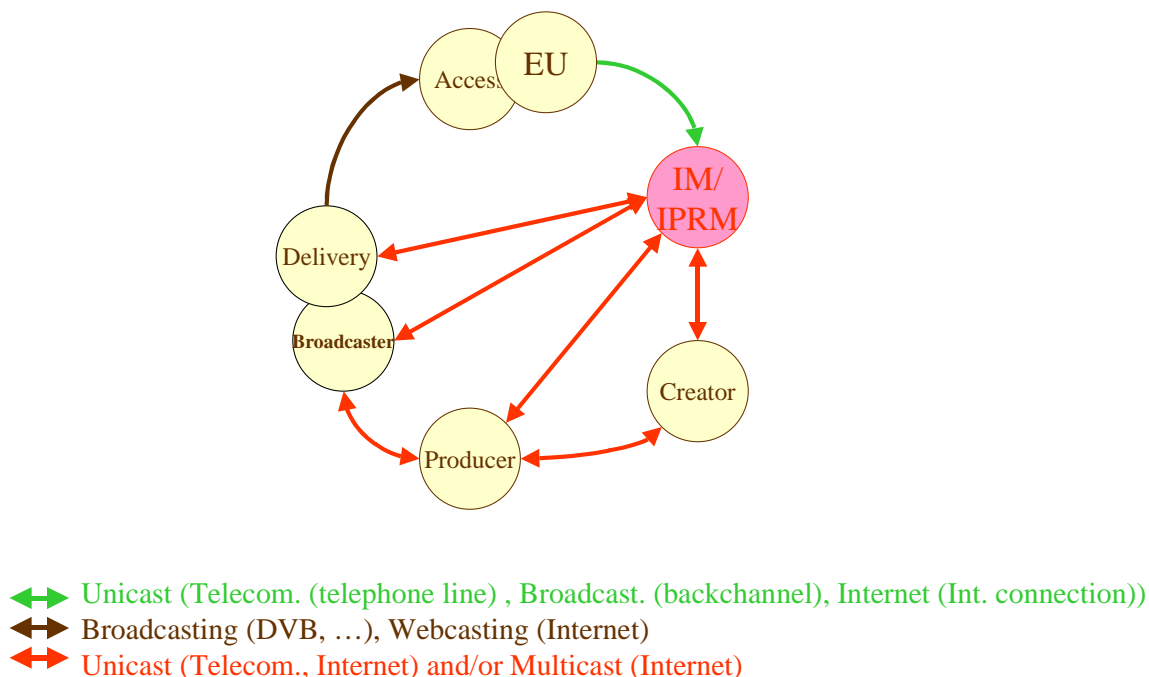 EU
Access
IM/
IPRM
Delivery
Broadcaster
Creator
Producer
Unicast (Telecom. (telephone line) , Broadcast. (backchannel), Internet (Int. connection))
Broadcasting (DVB, …), Webcasting (Internet)
Unicast (Telecom., Internet) and/or Multicast (Internet)